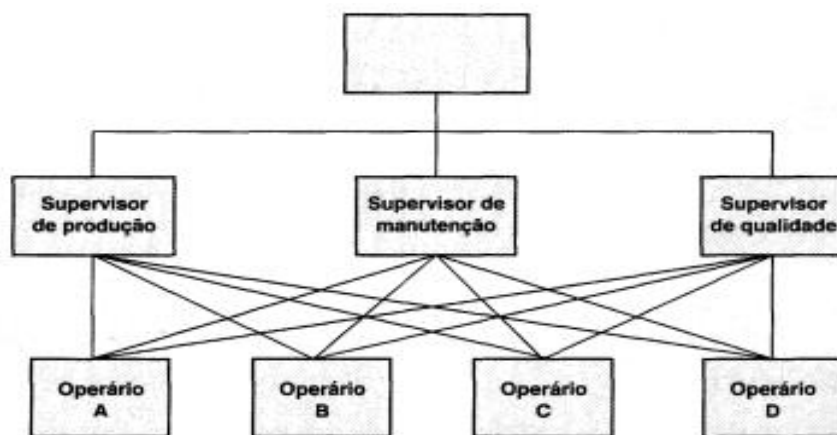 Supervisor
de produção
Supervisor de
manutenção
Supervisor
de qualidade
Operário
A
Operário
B
Operário
C
Operário
D